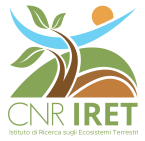 CNR IRET
Istituto di Ricerca sugli Ecosistemi Terrestri